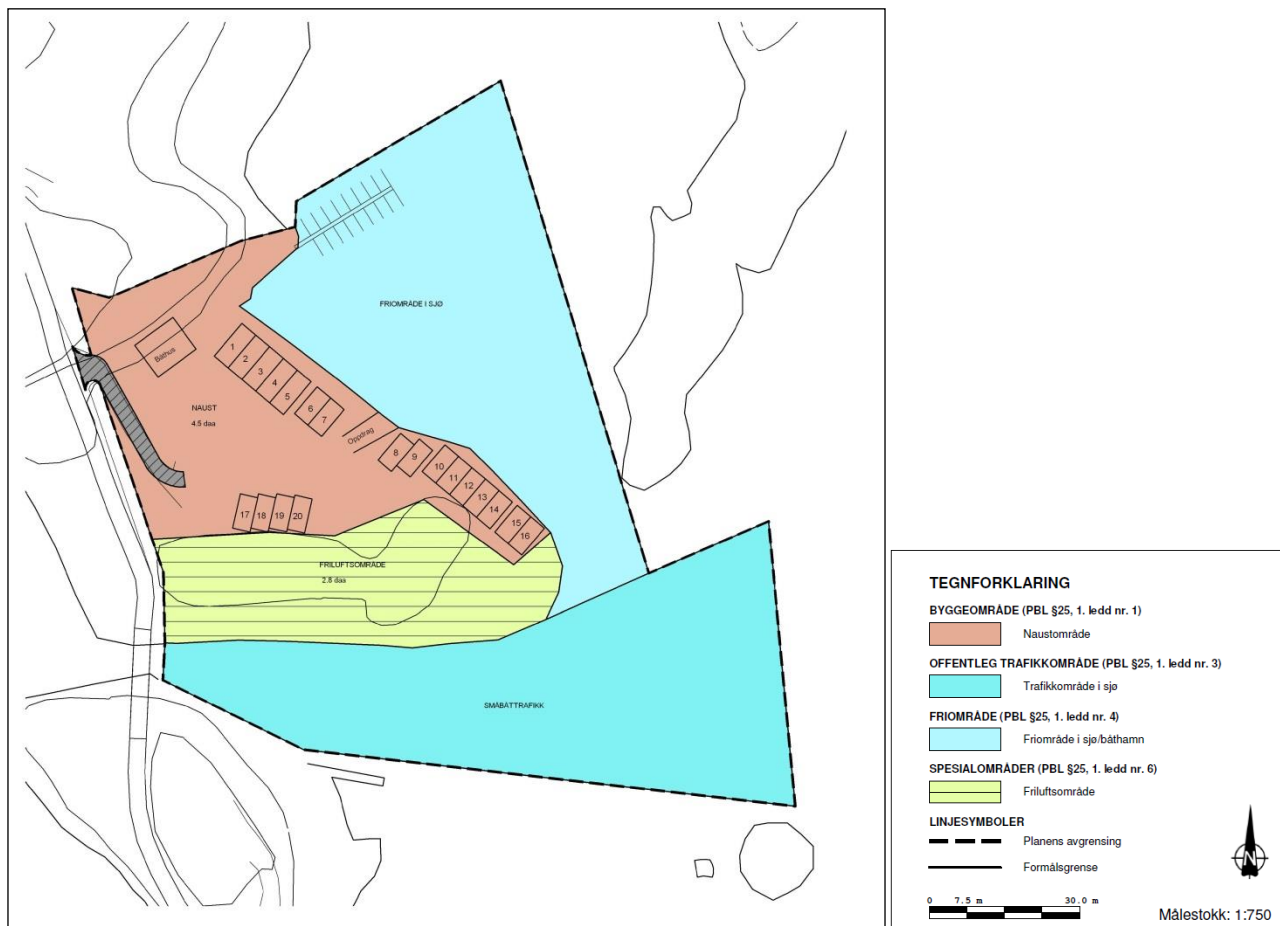 FRIOMRÅDE I SJØ
Båthus
1
2
3
4
5
6
7
NAUST
4.5 daa
Oppdrag
8
9
10
11
12
13
14
15
16
17
18
19
20
FRILUFTSOMRÅDE
2.8 daa
SMÅBÅTTRAFIKK
TEGNFORKLARING
BYGGEOMRÅDE (PBL §25, 1. ledd nr. 1)
Naustområde
OFFENTLEG TRAFIKKOMRÅDE (PBL §25, 1. ledd nr. 3)
Trafikkområde i sjø
FRIOMRÅDE (PBL §25, 1. ledd nr. 4)
Friområde i sjø/båthamn
SPESIALOMRÅDER (PBL §25, 1. ledd nr. 6)
Friluftsområde
LINJESYMBOLER
Planens avgrensing
Formålsgrense
N
0 7.5 m 30.0 m
Målestokk: 1:750